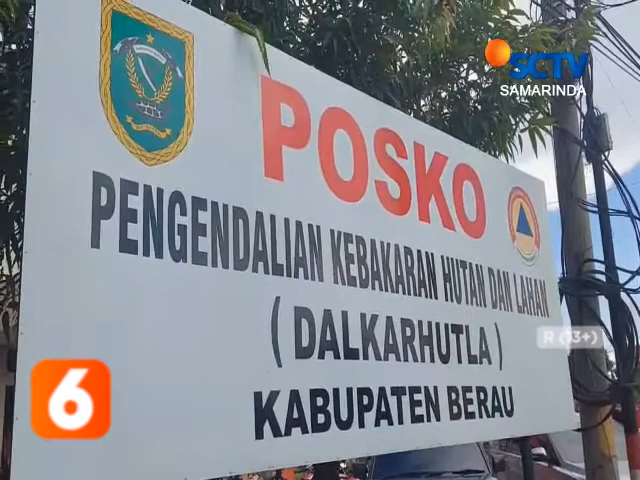 SCTV
SAMARINDA
POSKO
PENGENDALIAN KEBAKARAN HUTAN DAN LAHAN
( DALKARHUTLA )
KABUPATEN BERAU
R (13+)
6